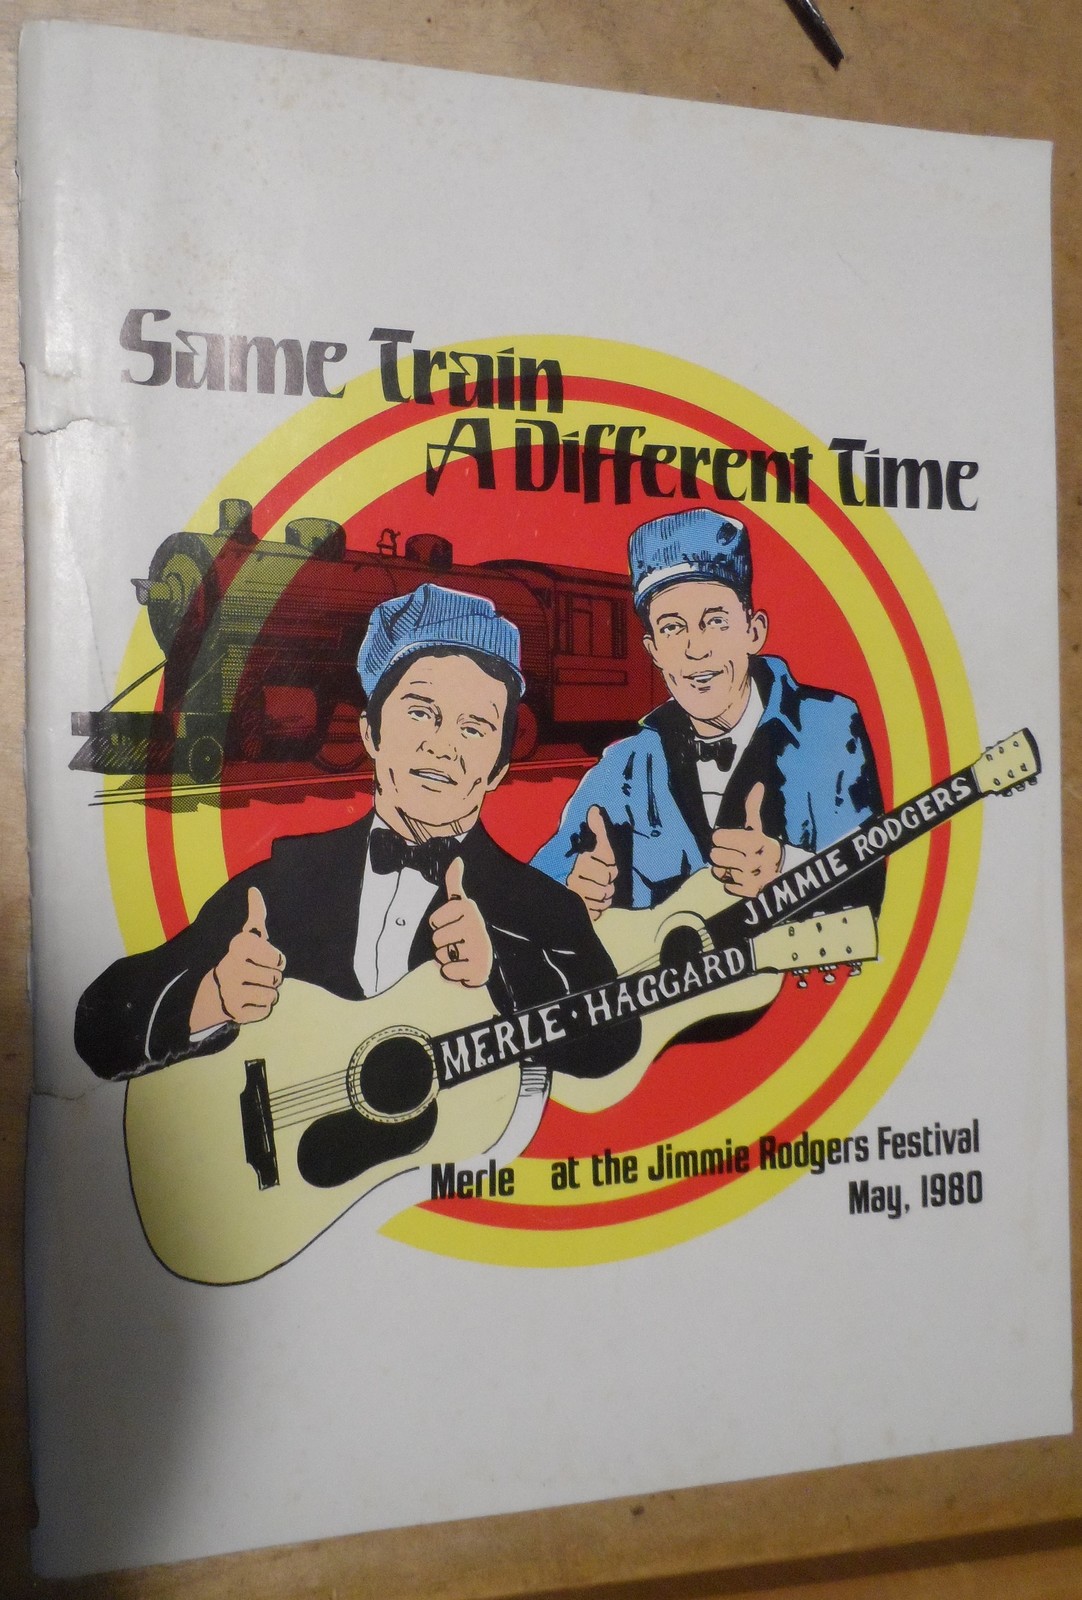 Same Train
A Different Time
JIMMIE RODGERS
MERLE · HAGGARD
Merle at the Jimmie Rodgers Festival
May, 1980